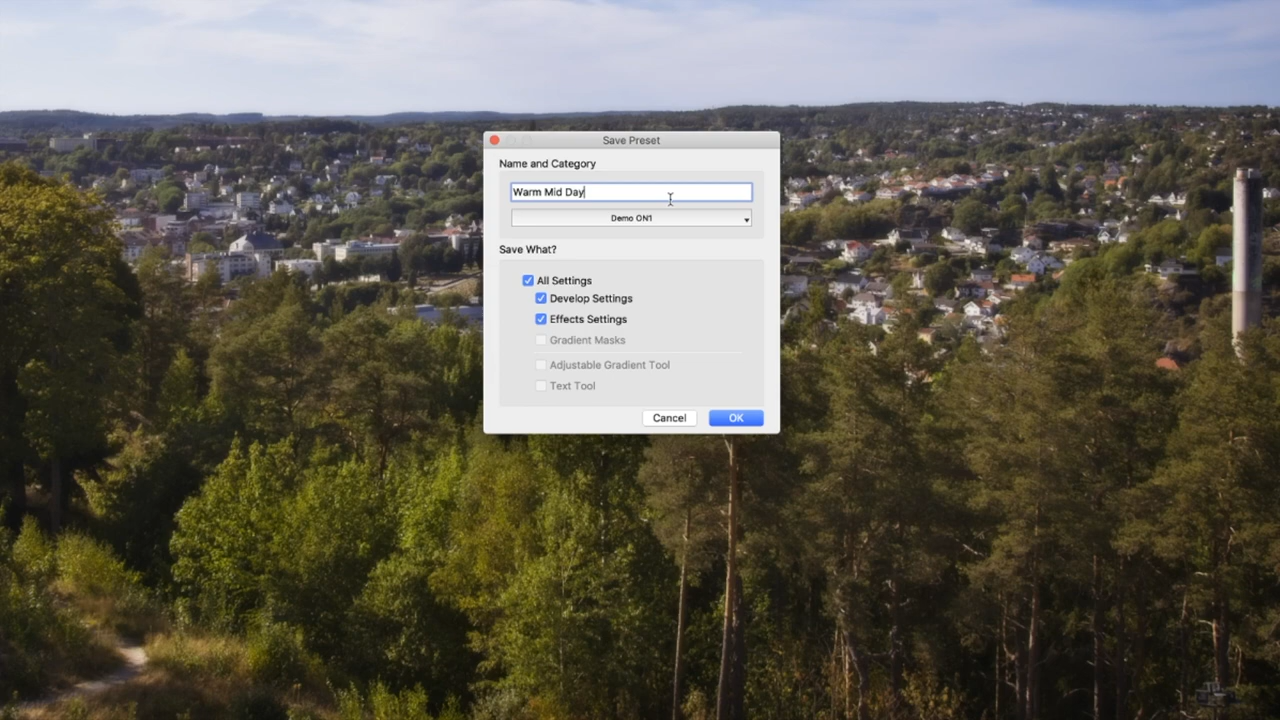 Save Preset
Name and Category
Warm Mid Day
Demo ON1
Save What?
All Settings
Develop Settings
Effects Settings
Gradient Masks
Adjustable Gradient Tool
Text Tool
Cancel
OK